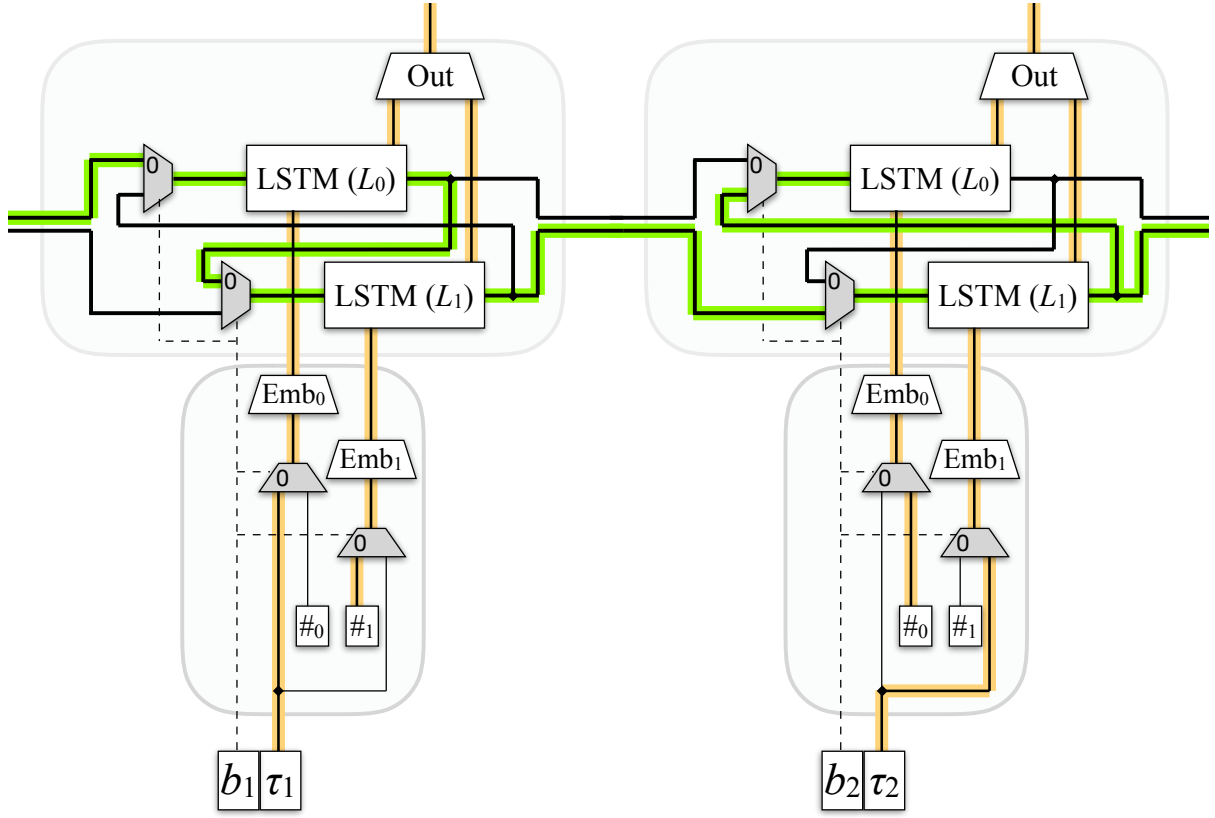 Out
Out
0
LSTM (L₀)
0
LSTM (L₀)
0
LSTM (L₁)
0
LSTM (L₁)
Emb₀
Emb₀
Emb₁
Emb₁
0
0
0
0
#₀
#₁
#₀
#₁
b₁
τ₁
b₂
τ₂